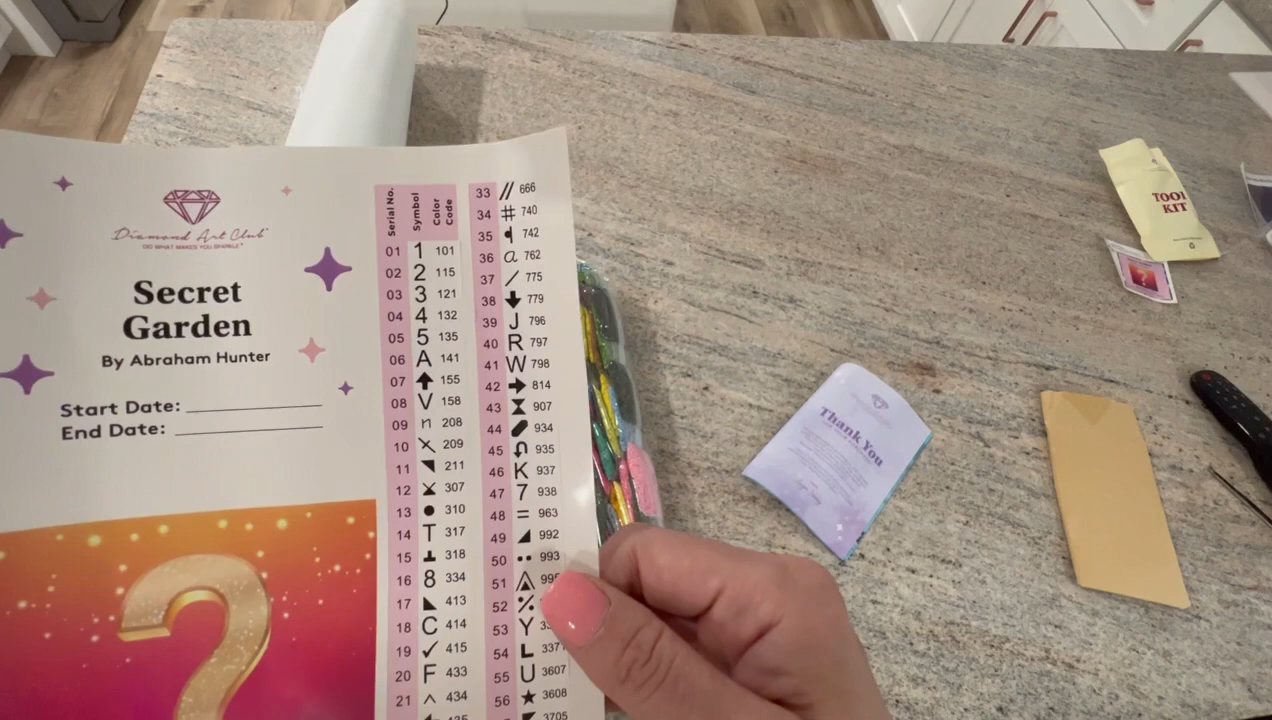 Diamond Art Club
DO WHAT MAKES YOU SPARKLE
Secret
Garden
By Abraham Hunter
Start Date:
End Date:
Serial No. Symbol Color Code
01 1 101
02 2 115
03 3 121
04 4 132
05 5 135
06 A 141
07 ⬆ 155
08 V 158
09 n 208
10 209
11 ◥ 211
12 307
13 ● 310
14 T 317
15 ┻ 318
16 8 334
17 ◣ 413
18 C 414
19 ✓ 415
20 F 433
21 ^ 434
435
33 // 666
34 # 740
35 742
36 a 762
37 / 775
38 ⬇ 779
39 J 796
40 R 797
41 W 798
42 ➡ 814
43 ⧗ 907
44 934
45 935
46 K 937
47 7 938
48 = 963
49 ◢ 992
50 •• 993
51 995
52 %
53 Y
54 L 3371
55 U 3607
56 ★ 3608
3705
TOOL
KIT
?
Thank You